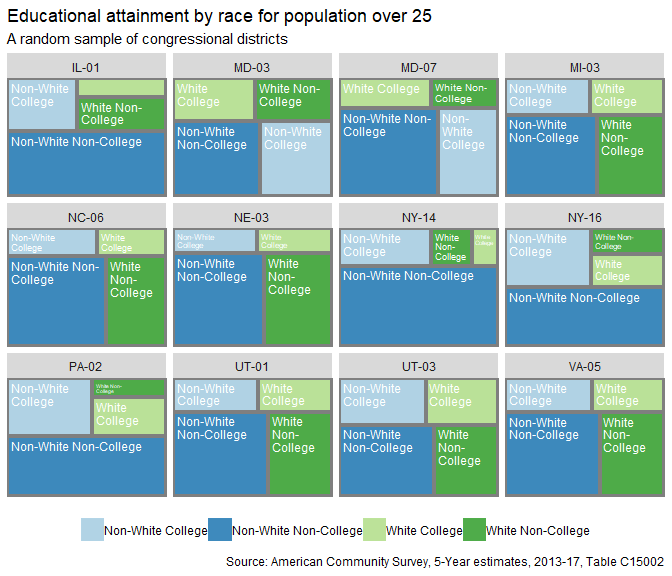 Educational attainment by race for population over 25
A random sample of congressional districts
IL-01
MD-03
MD-07
MI-03
Non-White
College
White Non-
College
Non-White Non-College
White
College
White Non-
College
Non-White
Non-College
Non-White
College
White College
White Non-
College
Non-White Non-
College
Non-
White
College
Non-White
College
White
College
Non-White
Non-College
White
Non-
College
NC-06
NE-03
NY-14
NY-16
Non-White
College
White
College
Non-White Non-
College
White
Non-
College
Non-White
College
White
College
Non-White
Non-College
White
Non-
College
Non-White
College
White
Non-
College
White
College
Non-White Non-College
Non-White
College
White Non-
College
White
College
Non-White Non-College
PA-02
UT-01
UT-03
VA-05
Non-White
College
White Non-
College
White
College
Non-White Non-College
Non-White
College
White
College
Non-White
Non-College
White
Non-
College
Non-White
College
White
College
Non-White
Non-College
White
Non-
College
Non-White
College
White
College
Non-White
Non-College
White
Non-
College
Non-White College
Non-White Non-College
White College
White Non-College
Source: American Community Survey, 5-Year estimates, 2013-17, Table C15002